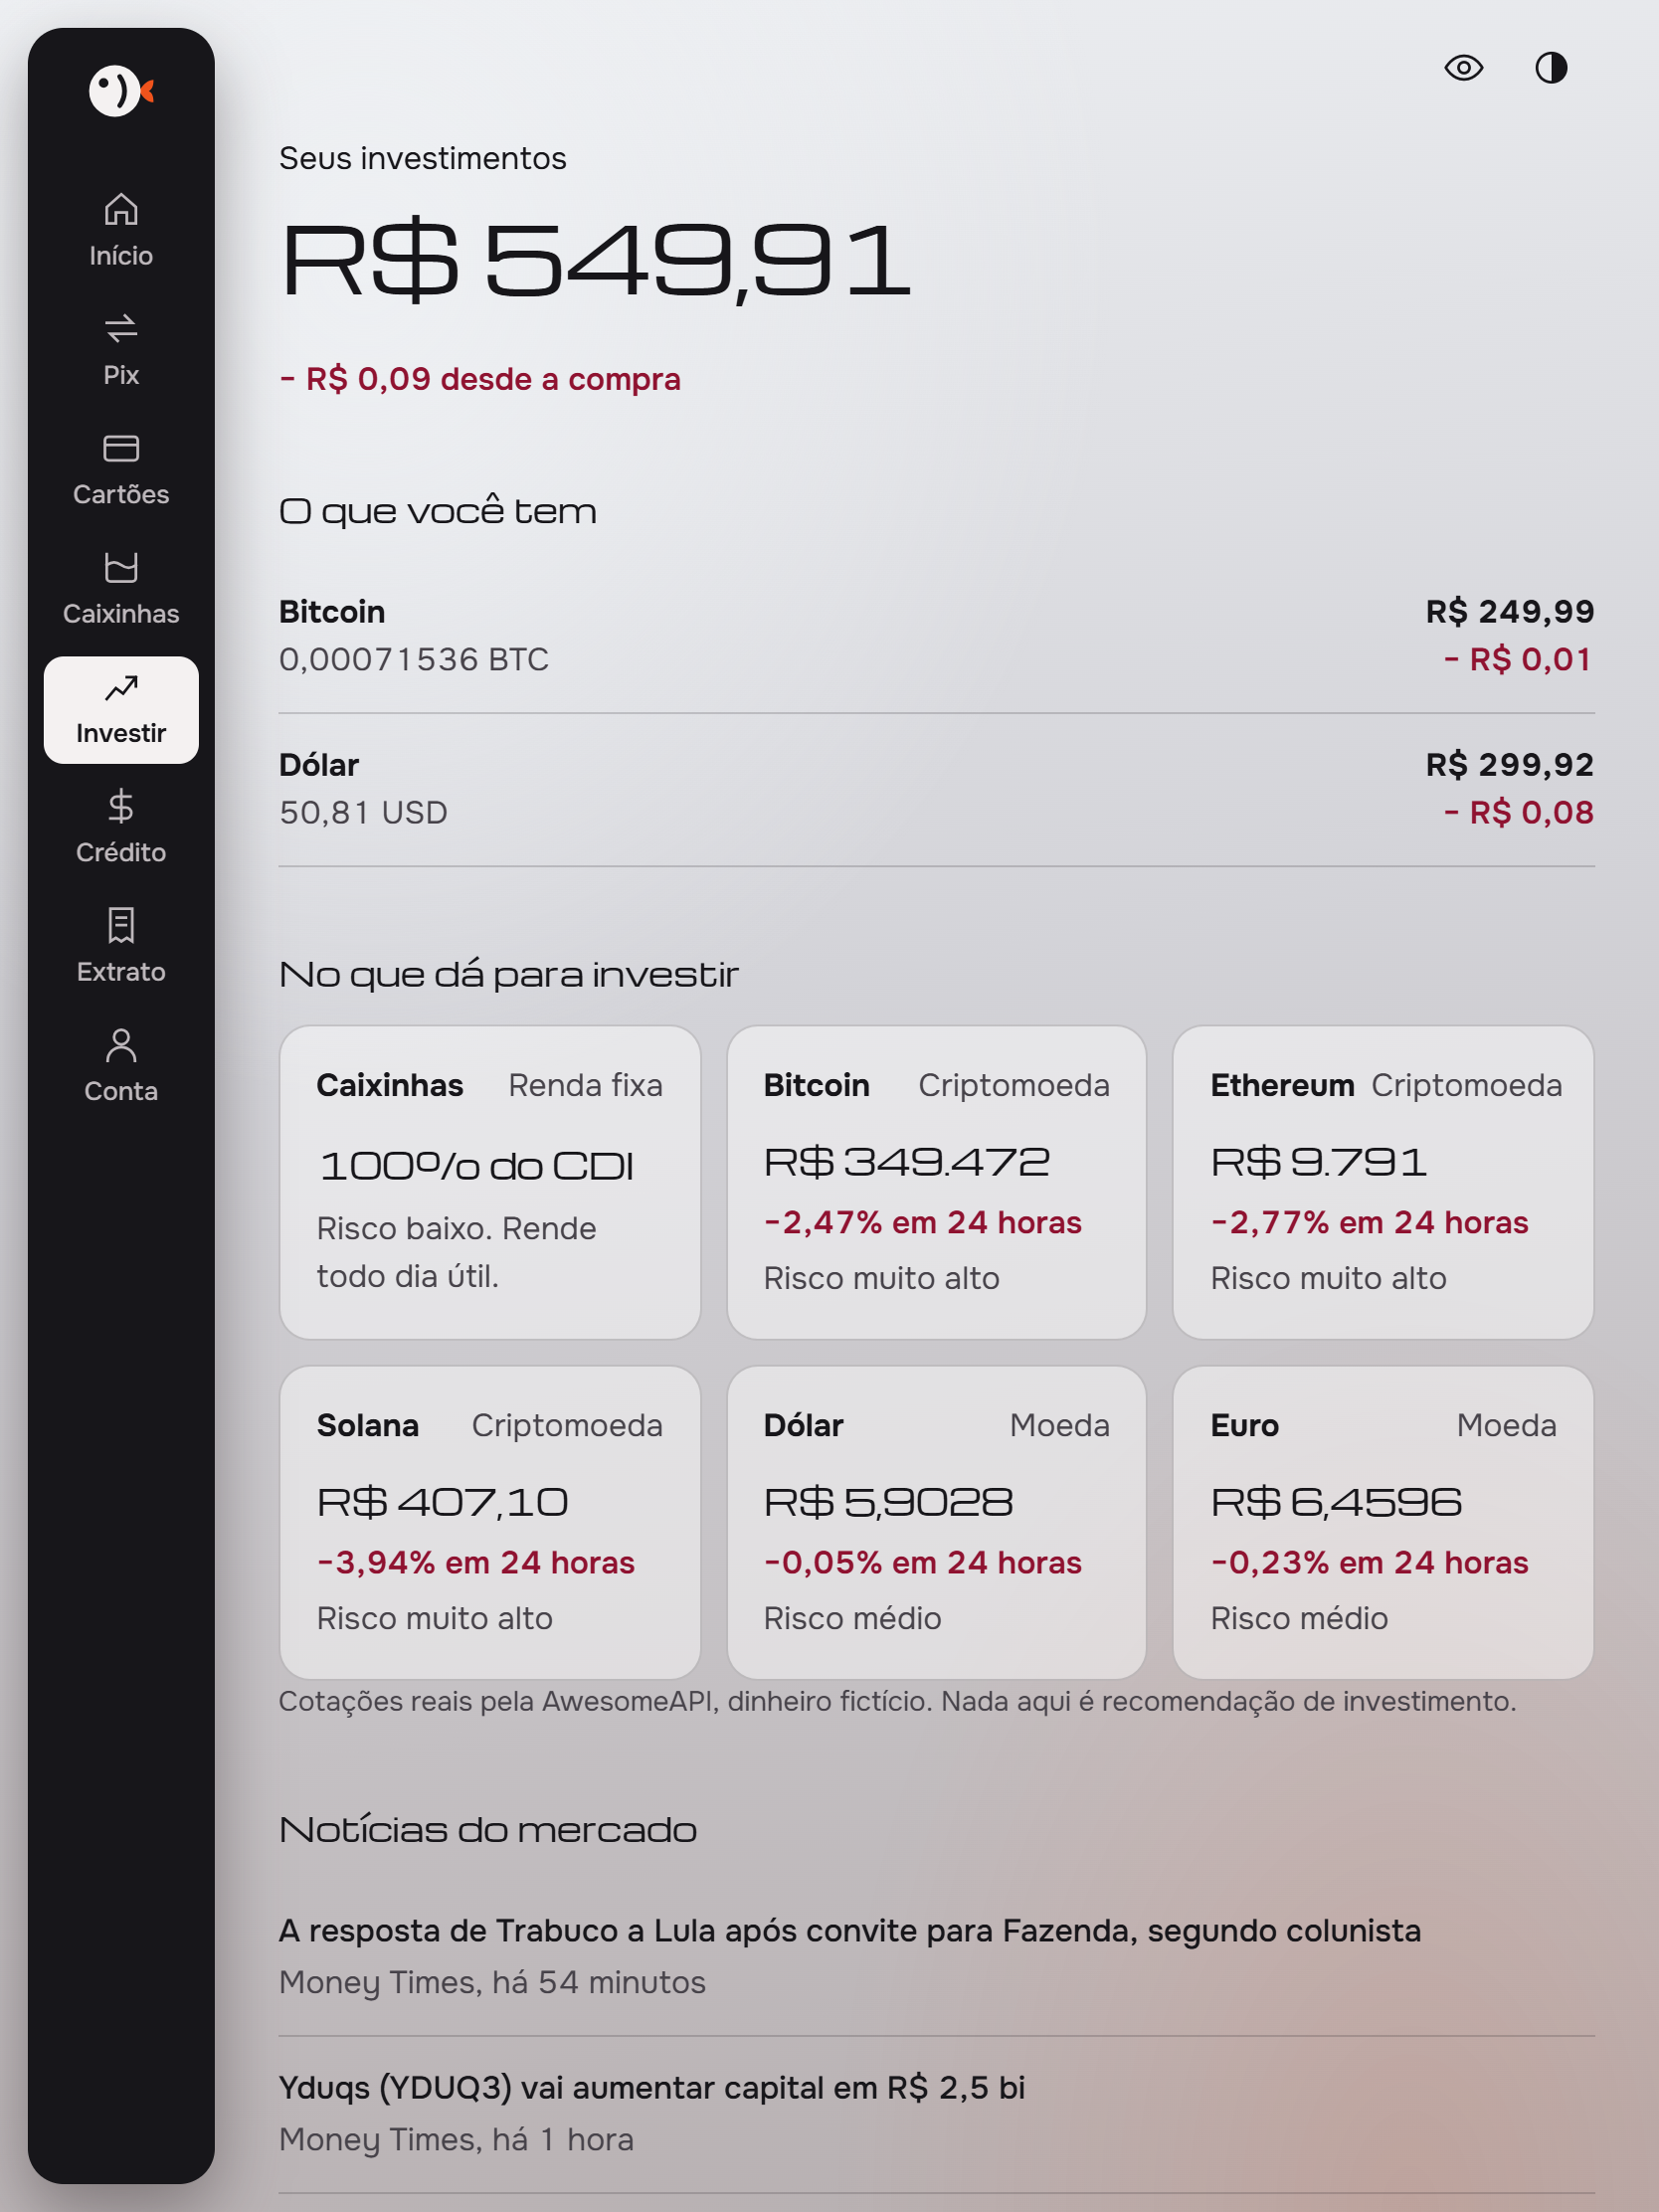 Início
Pix
Cartões
Caixinhas
Investir
Crédito
Extrato
Conta
Seus investimentos
R$ 549,91
− R$ 0,09 desde a compra
O que você tem
Bitcoin R$ 249,99
0,00071536 BTC − R$ 0,01
Dólar R$ 299,92
50,81 USD − R$ 0,08
No que dá para investir
Caixinhas Renda fixa
100% do CDI
Risco baixo. Rende
todo dia útil.
Bitcoin Criptomoeda
R$ 349.472
−2,47% em 24 horas
Risco muito alto
Ethereum Criptomoeda
R$ 9.791
−2,77% em 24 horas
Risco muito alto
Solana Criptomoeda
R$ 407,10
−3,94% em 24 horas
Risco muito alto
Dólar Moeda
R$ 5,9028
−0,05% em 24 horas
Risco médio
Euro Moeda
R$ 6,4596
−0,23% em 24 horas
Risco médio
Cotações reais pela AwesomeAPI, dinheiro fictício. Nada aqui é recomendação de investimento.
Notícias do mercado
A resposta de Trabuco a Lula após convite para Fazenda, segundo colunista
Money Times, há 54 minutos
Yduqs (YDUQ3) vai aumentar capital em R$ 2,5 bi
Money Times, há 1 hora